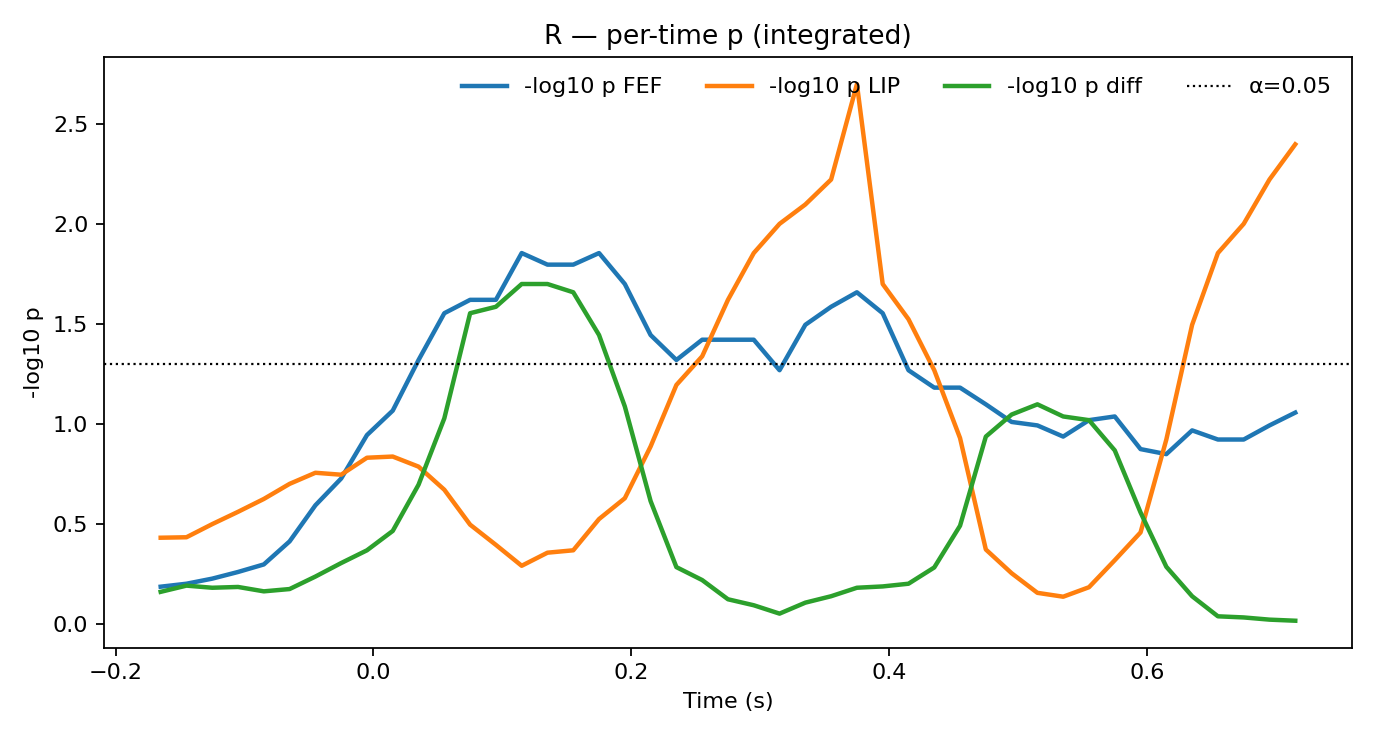 R — per-time p (integrated)
-log10 p FEF -log10 p LIP -log10 p diff α=0.05
2.5
2.0
1.5
1.0
0.5
0.0
-log10 p
−0.2 0.0 0.2 0.4 0.6
Time (s)